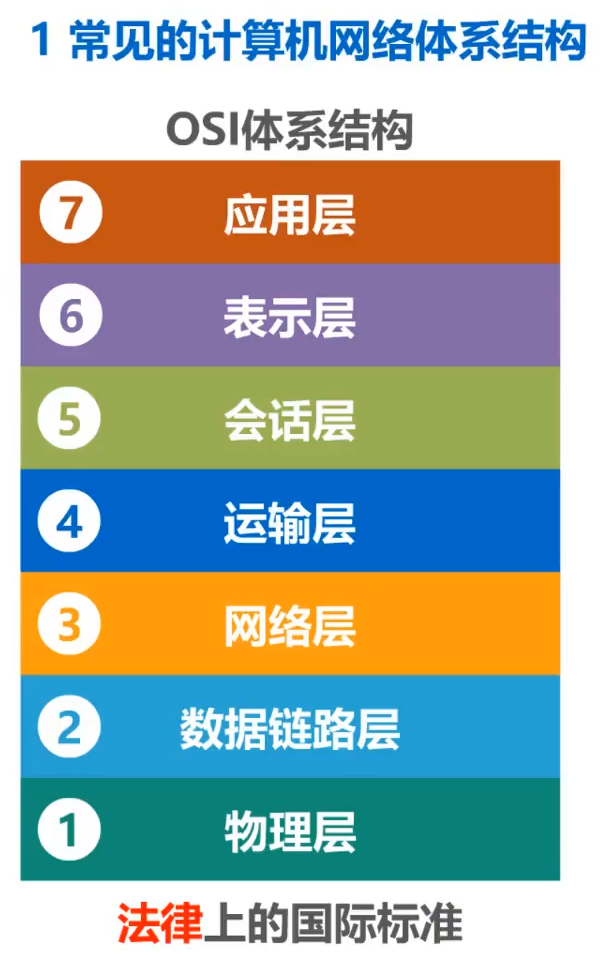 1 常见的计算机网络体系结构
OSI体系结构
7 应用层
6 表示层
5 会话层
4 运输层
3 网络层
2 数据链路层
1 物理层
法律上的国际标准